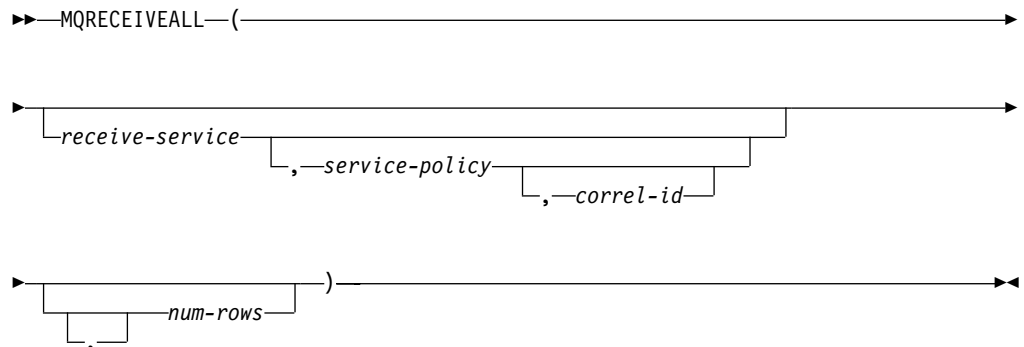 MQRECEIVEALL (
receive-service
, service-policy
, correl-id
)
num-rows
,